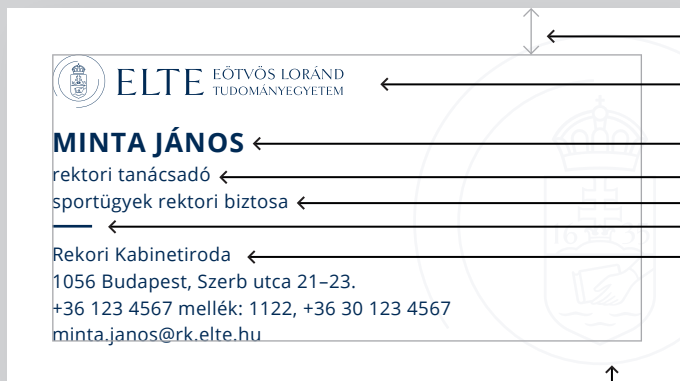 ELTE EÖTVÖS LORÁND
TUDOMÁNYEGYETEM
MINTA JÁNOS
rektori tanácsadó
sportügyek rektori biztosa
Rekori Kabinetiroda
1056 Budapest, Szerb utca 21–23.
+36 123 4567 mellék: 1122, +36 30 123 4567
minta.janos@rk.elte.hu
1635